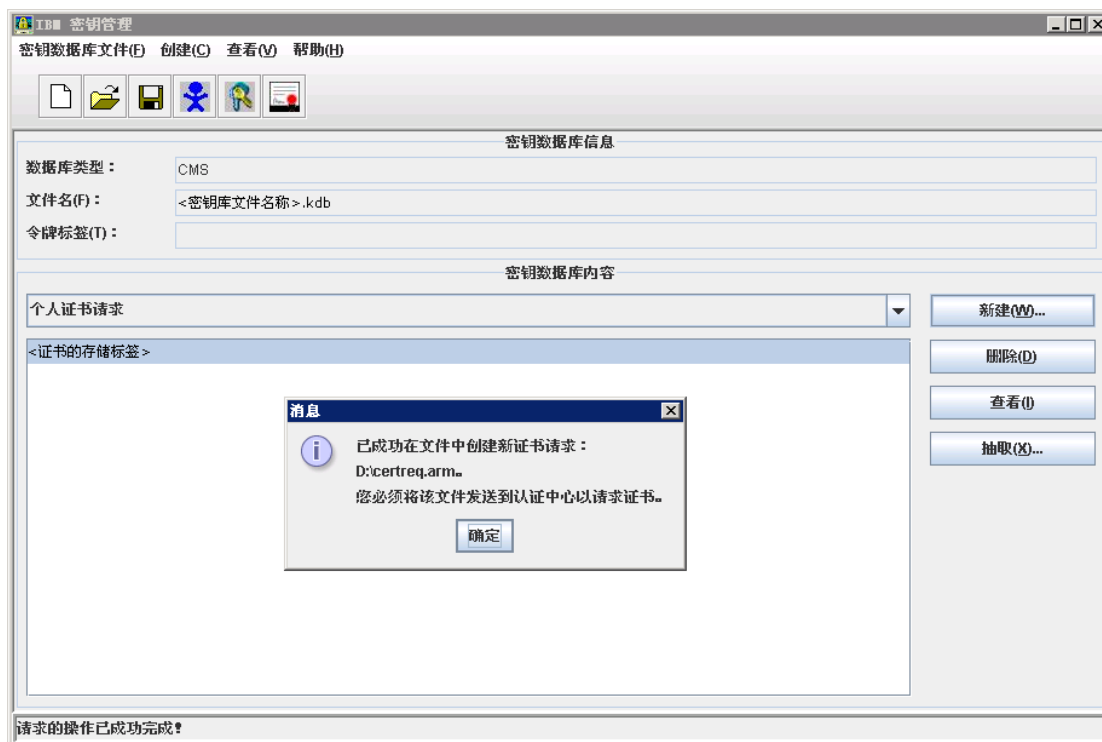 IBM 密钥管理
密钥数据库文件(F) 创建(C) 查看(V) 帮助(H)
密钥数据库信息
数据库类型：
CMS
文件名(F)：
<密钥库文件名称>.kdb
令牌标签(T)：
密钥数据库内容
个人证书请求
新建(W)...
<证书的存储标签>
删除(D)
查看(I)
抽取(X)...
消息
已成功在文件中创建新证书请求：
D:\certreq.arm。
您必须将该文件发送到认证中心以请求证书。
确定
请求的操作已成功完成！